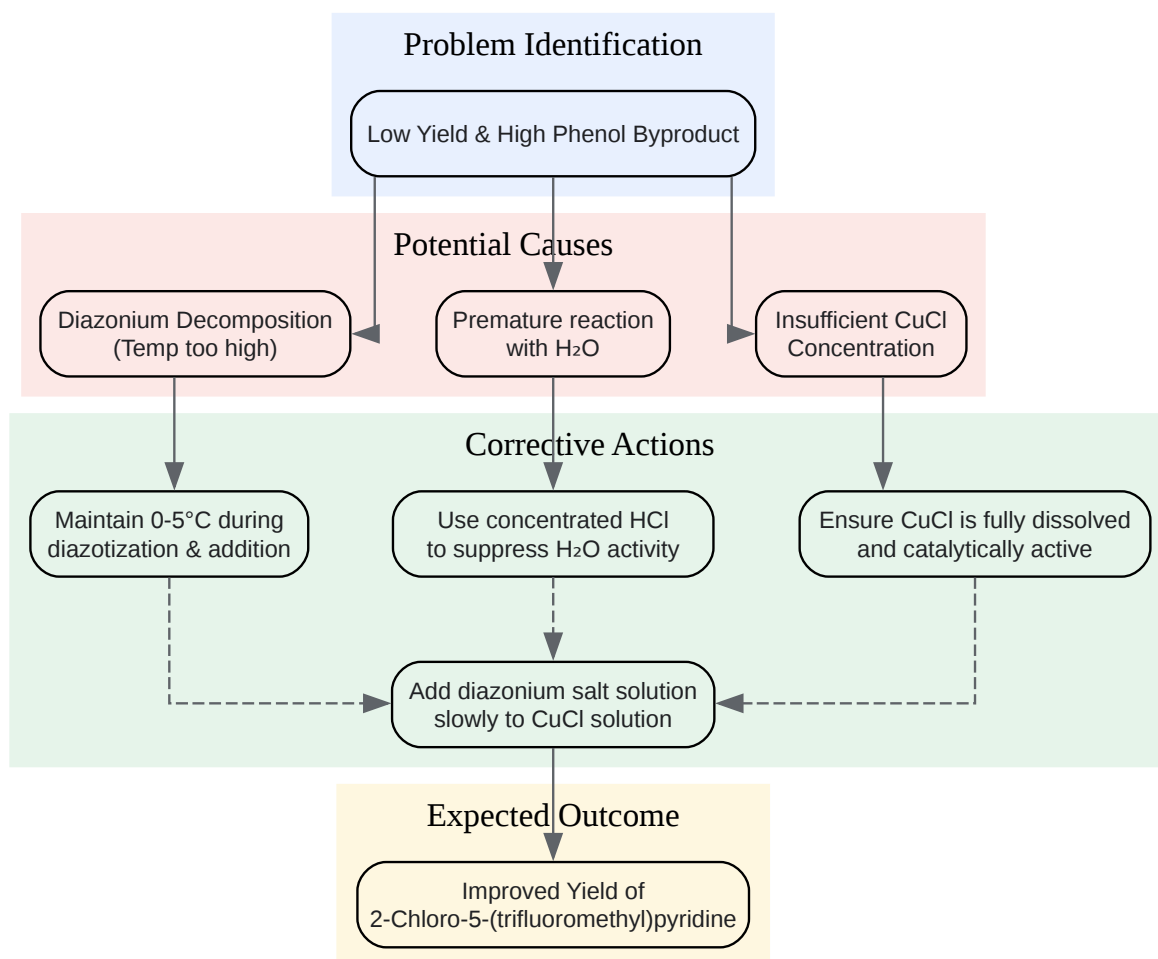 Problem Identification
Low Yield & High Phenol Byproduct
Potential Causes
Diazonium Decomposition
(Temp too high)
Premature reaction
with H₂O
Insufficient CuCl
Concentration
Corrective Actions
Maintain 0-5°C during
diazotization & addition
Use concentrated HCl
to suppress H₂O activity
Ensure CuCl is fully dissolved
and catalytically active
Add diazonium salt solution
slowly to CuCl solution
Expected Outcome
Improved Yield of
2-Chloro-5-(trifluoromethyl)pyridine